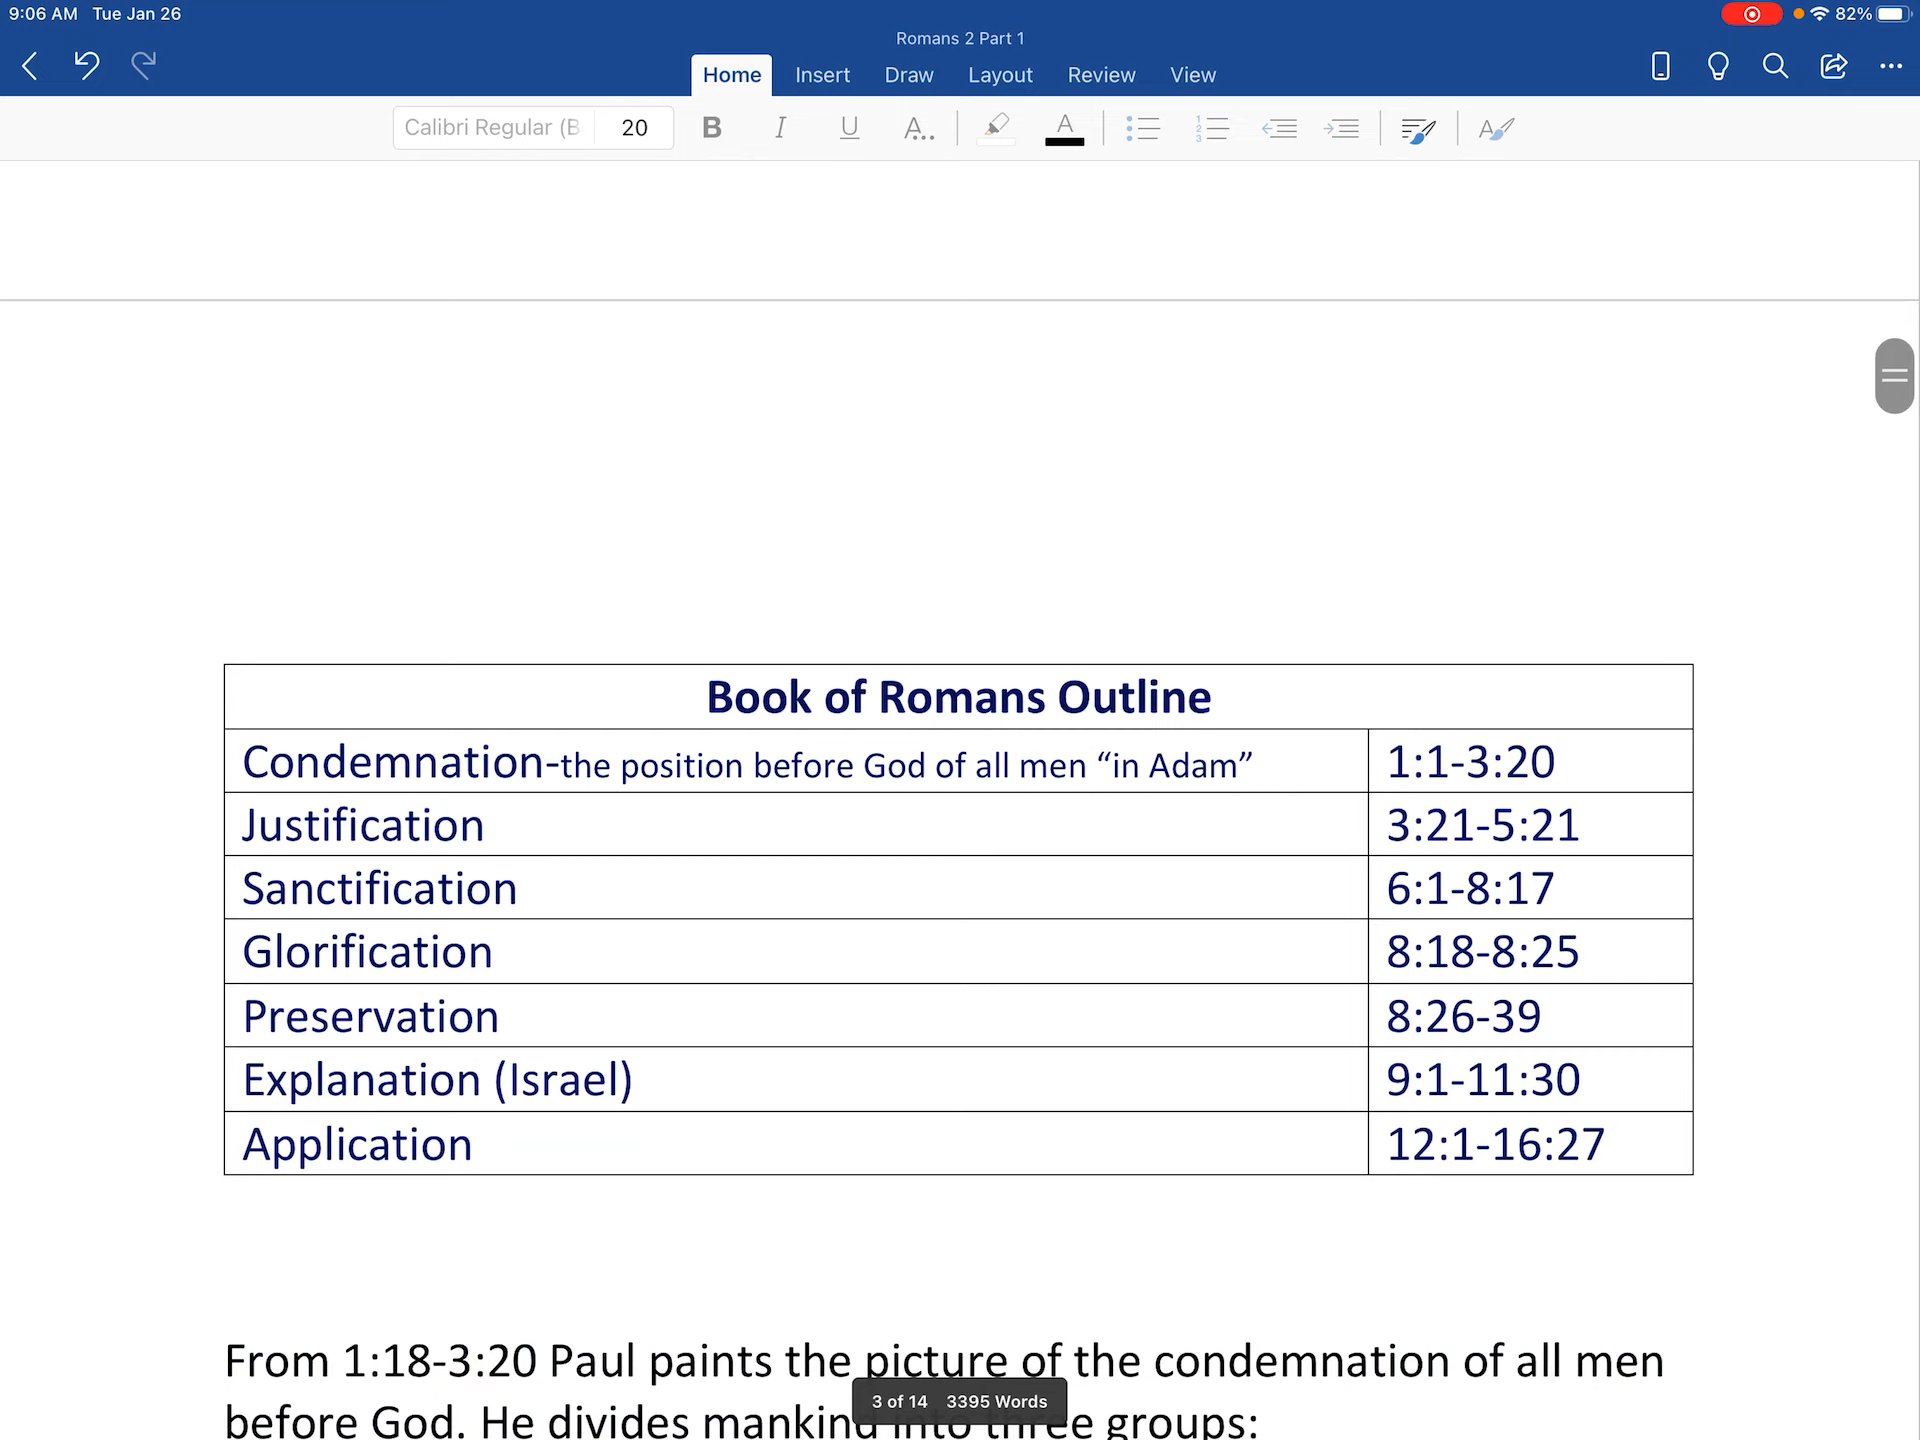 9:06 AM Tue Jan 26
82%
Romans 2 Part 1
Home Insert Draw Layout Review View
Calibri Regular (B 20 B I U A.. A
Book of Romans Outline
Condemnation-the position before God of all men “in Adam” 1:1-3:20
Justification 3:21-5:21
Sanctification 6:1-8:17
Glorification 8:18-8:25
Preservation 8:26-39
Explanation (Israel) 9:1-11:30
Application 12:1-16:27
From 1:18-3:20 Paul paints the picture of the condemnation of all men
before God. He divides mankind into three groups:
3 of 14 3395 Words